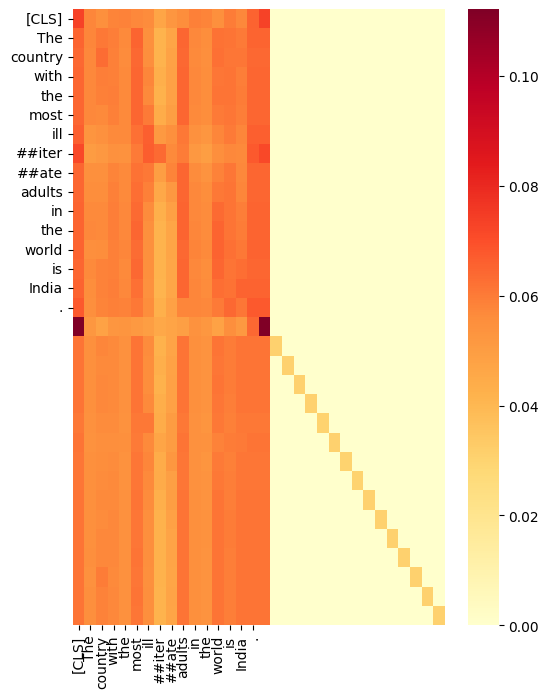 [CLS]
The
country
with
the
most
ill
##iter
##ate
adults
in
the
world
is
India
.
[CLS]
The
country
with
the
most
ill
##iter
##ate
adults
in
the
world
is
India
.
0.10
0.08
0.06
0.04
0.02
0.00